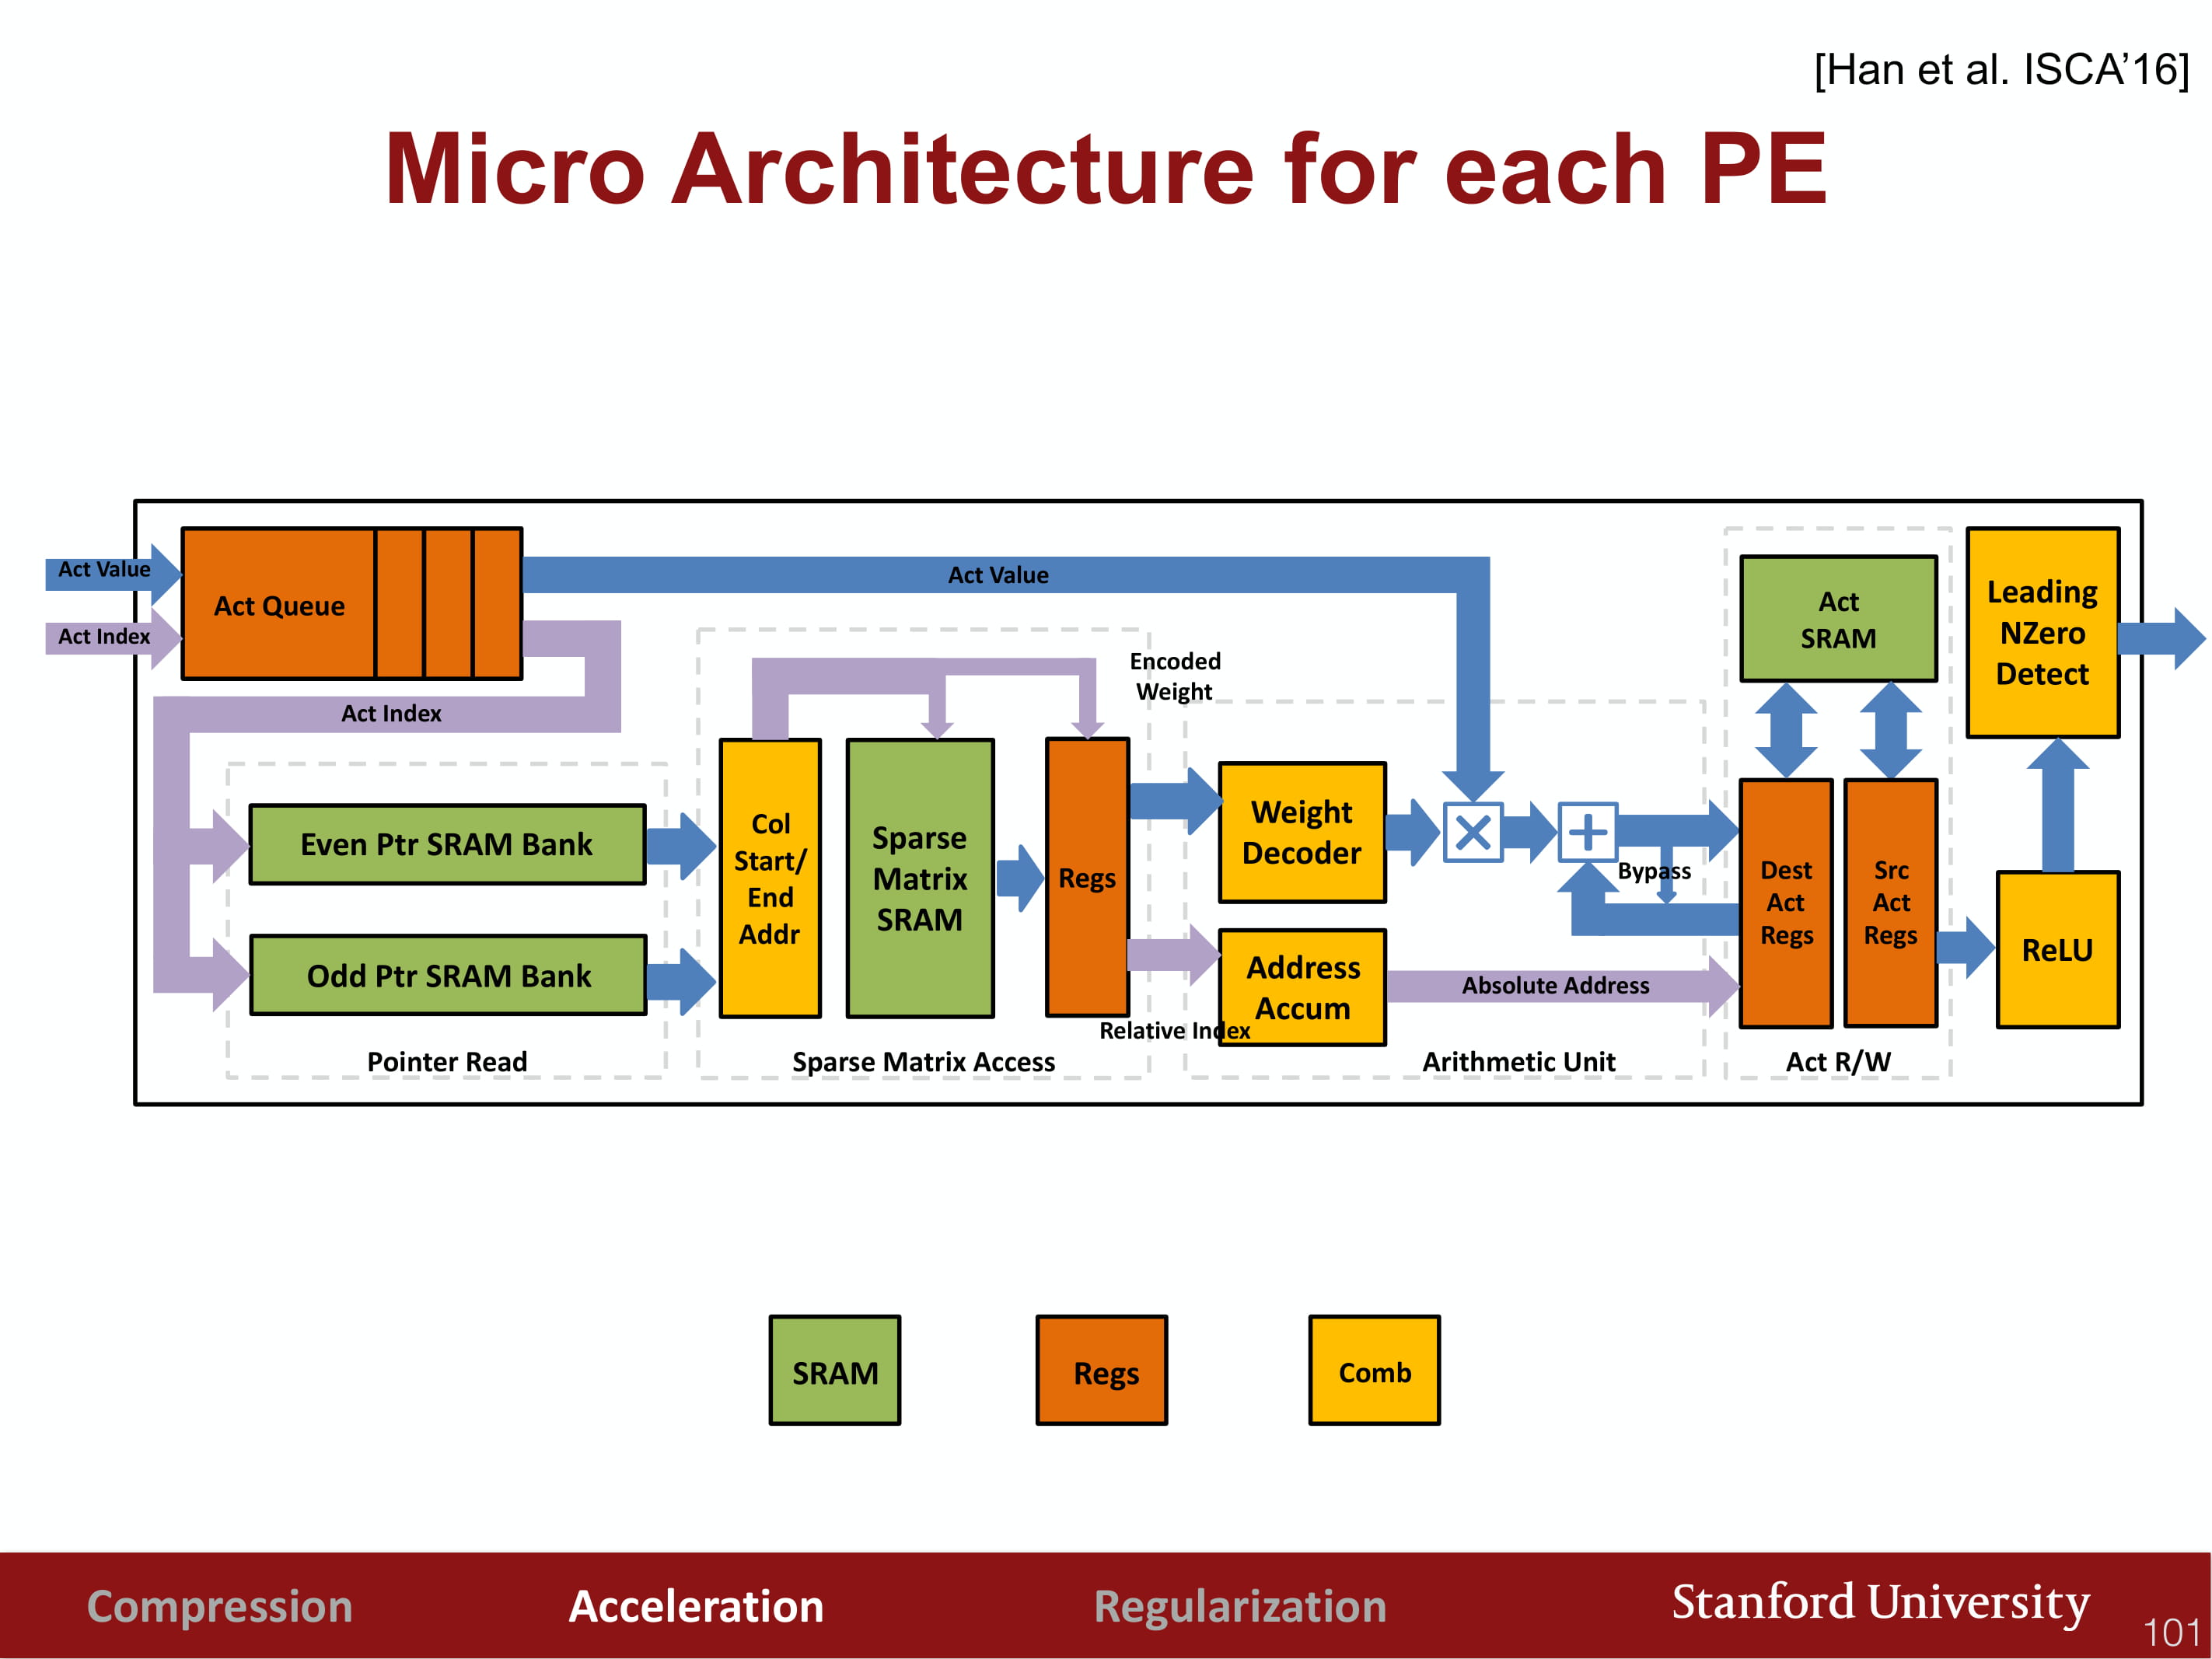 [Han et al. ISCA’16]
Micro Architecture for each PE
Act Value
Act Index
Act Queue
Act Value
Act Index
Even Ptr SRAM Bank
Odd Ptr SRAM Bank
Pointer Read
Col
Start/
End
Addr
Sparse
Matrix
SRAM
Regs
Sparse Matrix Access
Encoded
Weight
Relative Index
Weight
Decoder
Address
Accum
Bypass
Absolute Address
Arithmetic Unit
Act
SRAM
Dest
Act
Regs
Src
Act
Regs
Act R/W
Leading
NZero
Detect
ReLU
SRAM
Regs
Comb
Compression
Acceleration
Regularization
Stanford University
101